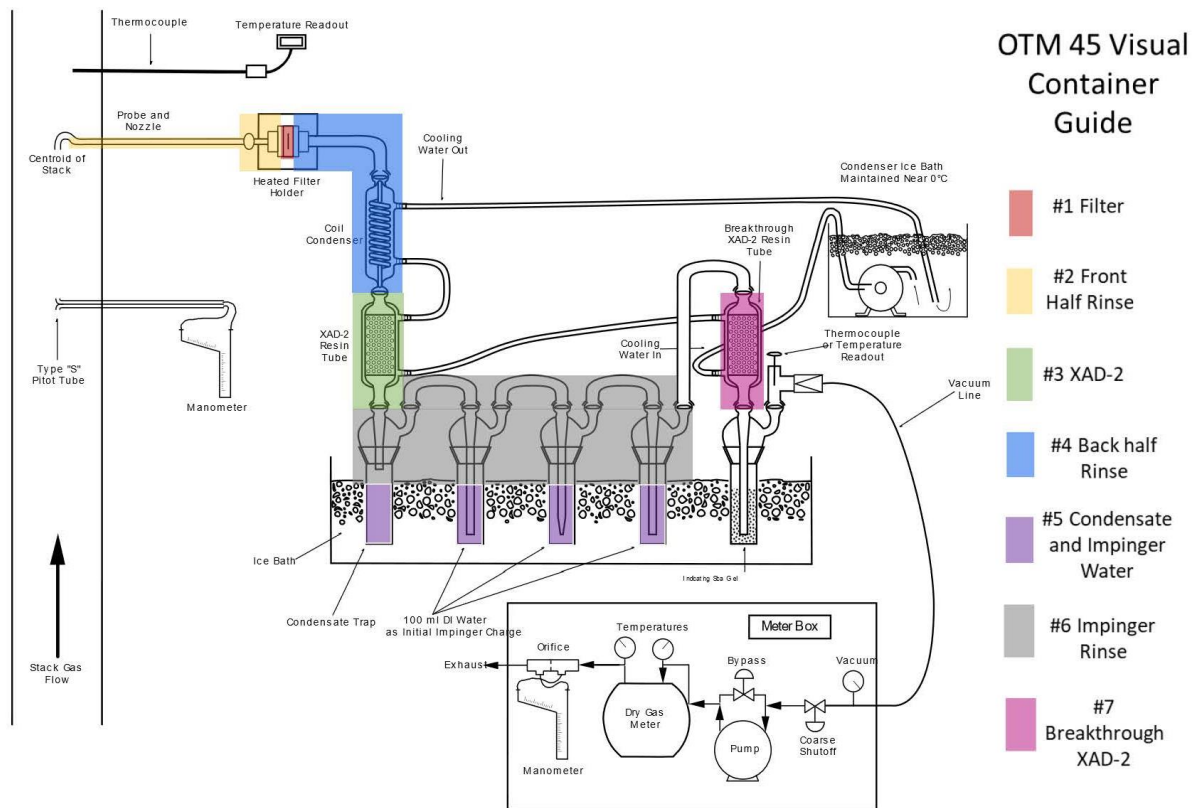 Thermocouple
Temperature Readout
OTM 45 Visual
Container
Guide
Probe and
Nozzle
Centroid of
Stack
Heated Filter
Holder
Cooling
Water Out
Condenser Ice Bath
Maintained Near 0°C
Coil
Condenser
Breakthrough
XAD-2 Resin
Tube
XAD-2
Resin
Tube
Cooling
Water In
Thermocouple
or Temperature
Readout
Type "S"
Pitot Tube
Manometer
Vacuum
Line
Ice Bath
Condensate Trap
100 ml DI Water
as Initial Impinger Charge
Stack Gas
Flow
Meter Box
Temperatures
Orifice
Exhaust
Bypass
Vacuum
Dry Gas
Meter
Pump
Coarse
Shutoff
Manometer
#1 Filter
#2 Front
Half Rinse
#3 XAD-2
#4 Back half
Rinse
#5 Condensate
and Impinger
Water
#6 Impinger
Rinse
#7
Breakthrough
XAD-2